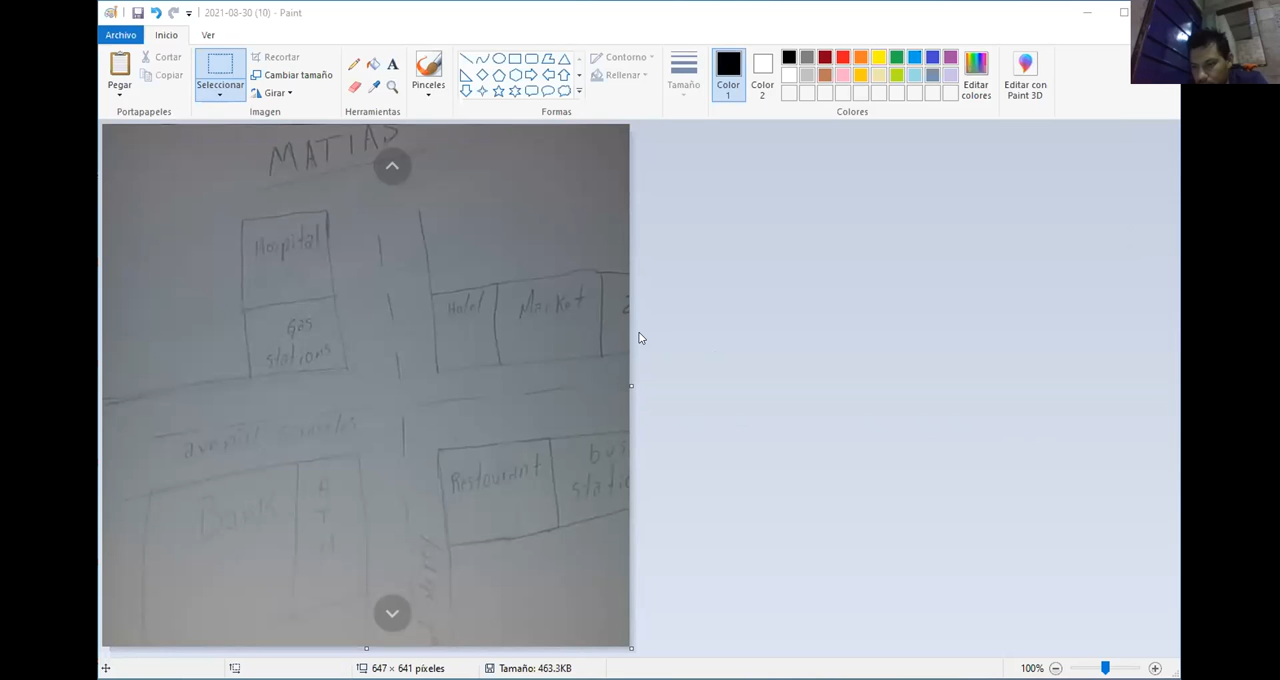 2021-08-30 (10) - Paint
Archivo
Inicio
Ver
Pegar
Cortar
Copiar
Portapapeles
Seleccionar
Recortar
Cambiar tamaño
Girar
Imagen
A
Herramientas
Pinceles
Contorno
Rellenar
Formas
Tamaño
Color
1
Color
2
Editar
colores
Colores
Editar con
Paint 3D
MATIAS
Hospital
Gas
stations
Hotel
Market
Restaurant
bus
statio
Bank
A
T
M
647 × 641 píxeles
Tamaño: 463.3KB
100%